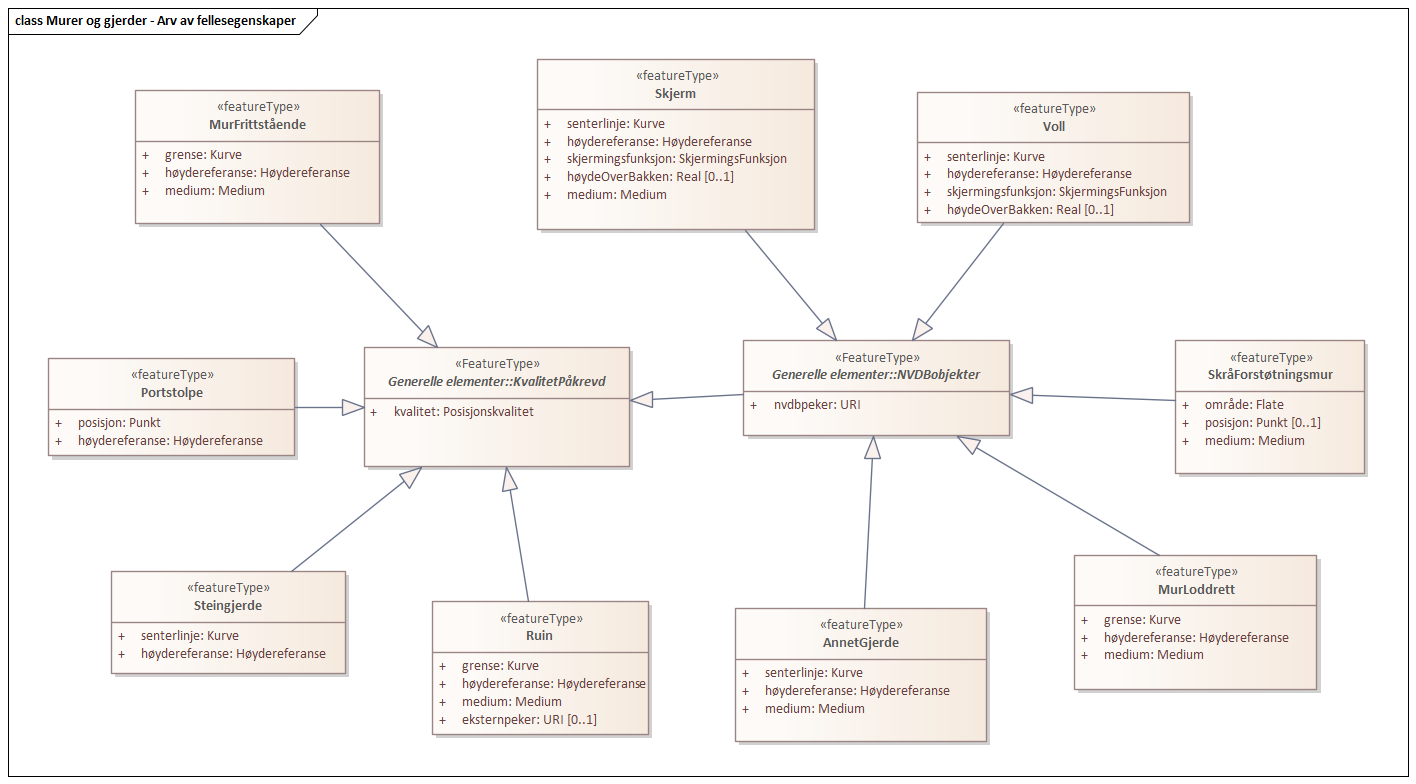 class Murer og gjerder - Arv av fellesegenskaper
«featureType»
MurFrittstående
+ grense: Kurve
+ høydereferanse: Høydereferanse
+ medium: Medium
«featureType»
Skjerm
+ senterlinje: Kurve
+ høydereferanse: Høydereferanse
+ skjermingsfunksjon: SkjermingsFunksjon
+ høydeOverBakken: Real [0..1]
+ medium: Medium
«featureType»
Voll
+ senterlinje: Kurve
+ høydereferanse: Høydereferanse
+ skjermingsfunksjon: SkjermingsFunksjon
+ høydeOverBakken: Real [0..1]
«featureType»
Portstolpe
+ posisjon: Punkt
+ høydereferanse: Høydereferanse
«FeatureType»
Generelle elementer::KvalitetPåkrevd
+ kvalitet: Posisjonskvalitet
«FeatureType»
Generelle elementer::NVDBobjekter
+ nvdbpeker: URI
«featureType»
SkråForstøtningsmur
+ område: Flate
+ posisjon: Punkt [0..1]
+ medium: Medium
«featureType»
Steingjerde
+ senterlinje: Kurve
+ høydereferanse: Høydereferanse
«featureType»
Ruin
+ grense: Kurve
+ høydereferanse: Høydereferanse
+ medium: Medium
+ eksternpeker: URI [0..1]
«featureType»
AnnetGjerde
+ senterlinje: Kurve
+ høydereferanse: Høydereferanse
+ medium: Medium
«featureType»
MurLoddrett
+ grense: Kurve
+ høydereferanse: Høydereferanse
+ medium: Medium